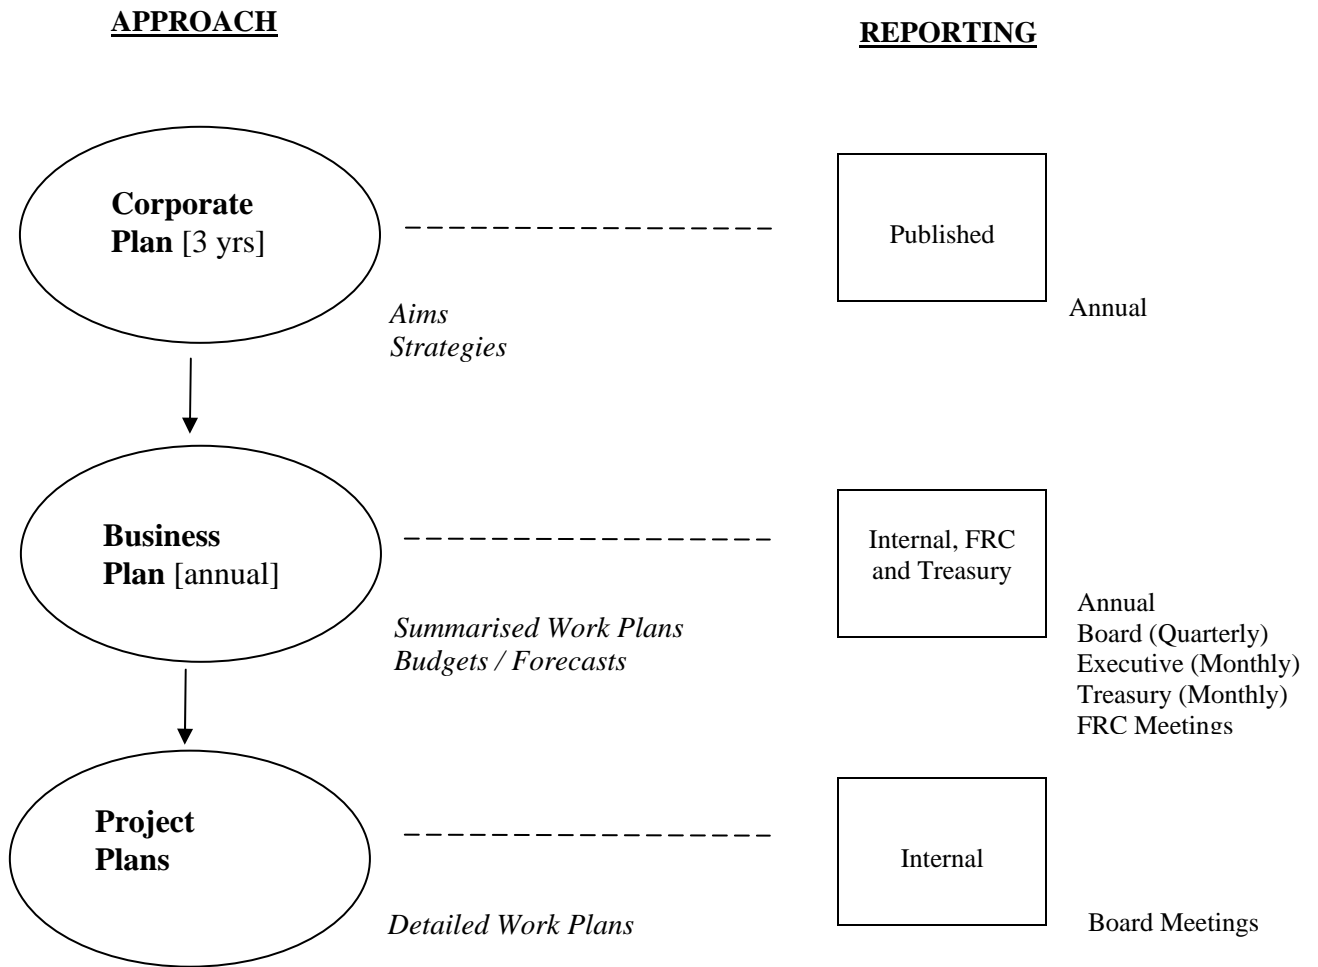 APPROACH
REPORTING
Corporate
Plan [3 yrs]
Published
Aims
Strategies
Annual
Business
Plan [annual]
Internal, FRC
and Treasury
Summarised Work Plans
Budgets / Forecasts
Annual
Board (Quarterly)
Executive (Monthly)
Treasury (Monthly)
FRC Meetings
Project
Plans
Internal
Detailed Work Plans
Board Meetings